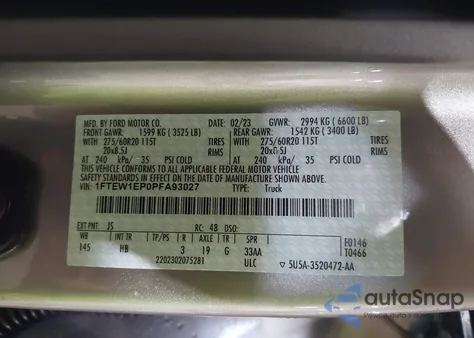 MFD. BY FORD MOTOR CO. 02/23 GVWR: 2994 KG ( 6600 LB)
FRONT GAWR: 1599 KG ( 3525 LB) REAR GAWR: 1542 KG ( 3400 LB)
WITH 275/60R20 115T WITH 275/60R20 115T
20x8.5J 20x8.5J
AT 240 kPa/ 35 PSI COLD AT 240 kPa/ 35 PSI COLD
THIS VEHICLE CONFORMS TO ALL APPLICABLE FEDERAL MOTOR VEHICLE
SAFETY STANDARDS IN EFFECT ON THE DATE OF MANUFACTURE SHOWN ABOVE.
VIN: 1FTEW1EP0PFA93027 TYPE: Truck
EXT PNT: JS RC: 48 DSO:
WB INT TR TP/PS R AXLE TR SPR F0146
145 HB 3 19 G 33AA T0466
2202302075281 ULC ▽ 5U5A-3520472-AA
autoSnap